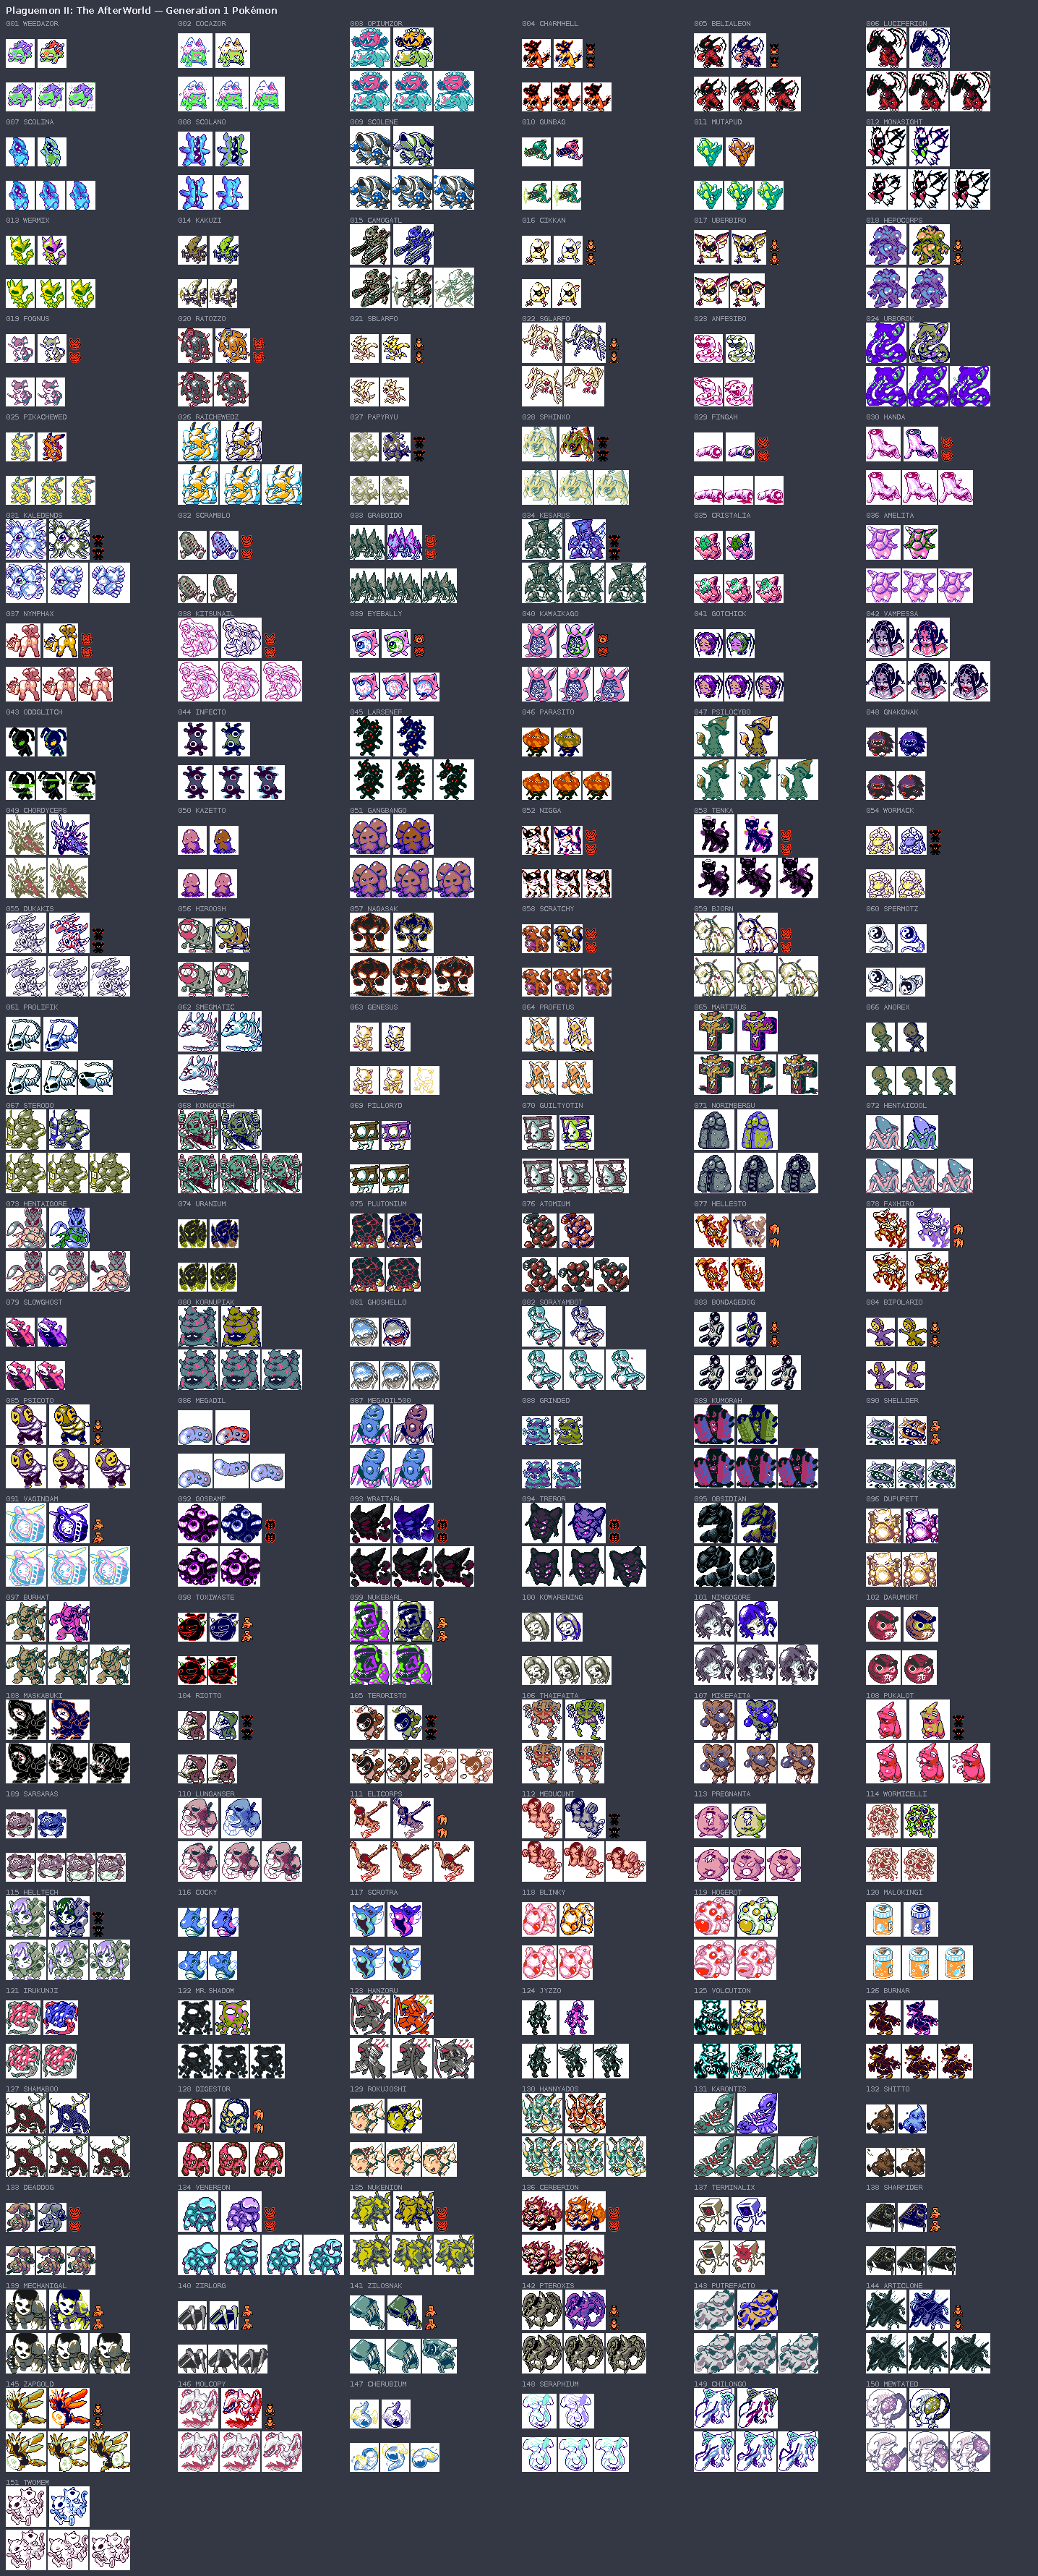 Plaguemon II: The AfterWorld — Generation 1 Pokémon
001 WEEDAZOR 002 COCAZOR 003 OPIUMZOR 004 CHARMHELL 005 BELIALEON 006 LUCIFERION
007 SCOLINA 008 SCOLANO 009 SCOLENE 010 GUNBAG 011 MUTAPUD 012 MONASIGHT
013 WERMIX 014 KAKUZI 015 CAMOGATL 016 CIKKAN 017 UBERBIRO 018 HEPOCORPS
019 FOGNUS 020 RATOZZO 021 SBLARFO 022 SGLARFO 023 ANFESIBO 024 URBOROK
025 PIKACHEWED 026 RAICHEWEDZ 027 PAPYRYU 028 SPHINXO 029 FINGAH 030 HANDA
031 KALEDENDS 032 SCRAMBLO 033 GRABOIDO 034 KESARUS 035 CRISTALIA 036 AMELITA
037 NYMPHAX 038 KITSUNAIL 039 EYEBALLY 040 KAWAIKAGO 041 GOTCHICK 042 VAMPESSA
043 ODDGLITCH 044 INFECTO 045 LARSENEF 046 PARASITO 047 PSILOCYBO 048 GNAKGNAK
049 CHORDYCEPS 050 KAZETTO 051 GANGBANGO 052 NIGGA 053 TENKA 054 WORMACK
055 DUKAKIS 056 HIROOSH 057 NAGASAK 058 SCRATCHY 059 BJORN 060 SPERMOTZ
061 PROLIFIK 062 SMEGMATIC 063 GENESUS 064 PROFETUS 065 MARTIRUS 066 ANOREX
067 STERODO 068 KONGORISH 069 PILLORYD 070 GUILTYOTIN 071 NORIMBERGU 072 HENTAICOOL
073 HENTAIGORE 074 URANIUM 075 PLUTONIUM 076 ATOMIUM 077 HELLESTO 078 FAXHIRO
079 SLOWGHOST 080 KORNUPIAK 081 GHOSHELLO 082 SORAYAMBOT 083 BONDAGEDOG 084 BIPOLARIO
085 PSICOTO 086 MEGADIL 087 MEGADIL500 088 GRINDED 089 KUMORAH 090 SHELLDER
091 VAGINDAM 092 GOSBAMP 093 WRAITARL 094 TREROR 095 OBSIDIAN 096 DUPUPETT
097 BURHAT 098 TOXIWASTE 099 NUKEBARL 100 KOWARENING 101 NINGOGORE 102 DARUMORT
103 MASKABUKI 104 RIOTTO 105 TERORISTO 106 THAIFAITA 107 MIKEFAITA 108 PUKALOT
109 SARSARAS 110 LUNGANSER 111 ELICORPS 112 MEDUCUNT 113 PREGNANTA 114 WORMICELLI
115 HELLTECH 116 COCKY 117 SCROTRA 118 BLINKY 119 HOGEROT 120 MALOKINGI
121 IRUKUNJI 122 MR.SHADOW 123 HANZORU 124 JYZZO 125 VOLCUTION 126 BURNAR
127 SHAMABOO 128 DIGESTOR 129 ROKUJOSHI 130 HANNYADOS 131 KARONTIS 132 SHITTO
133 DEADDOG 134 VENEREON 135 NUKENION 136 CERBERION 137 TERMINALIX 138 SHARPIDER
139 MECHANIGAL 140 ZIRLORG 141 ZILOSNAK 142 PTEROXIS 143 PUTREFACTO 144 ARTICLONE
145 ZAPGOLD 146 MOLCOPY 147 CHERUBIUM 148 SERAPHIUM 149 CHILONGO 150 MEWTATED
151 TWOMEW